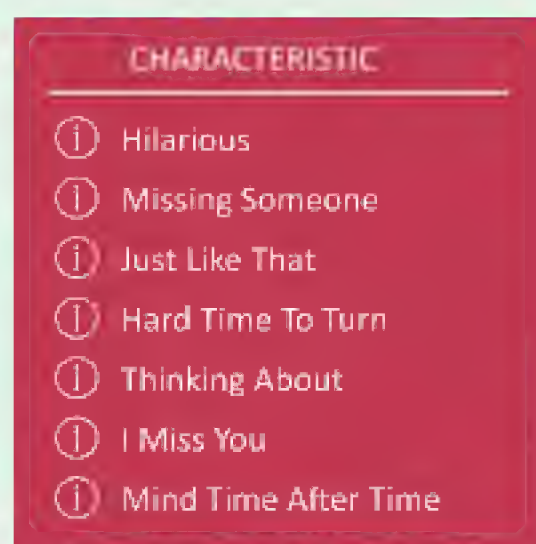 CHARACTERISTIC
Hilarious
Missing Someone
Just Like That
Hard Time To Turn
Thinking About
I Miss You
Mind Time After Time